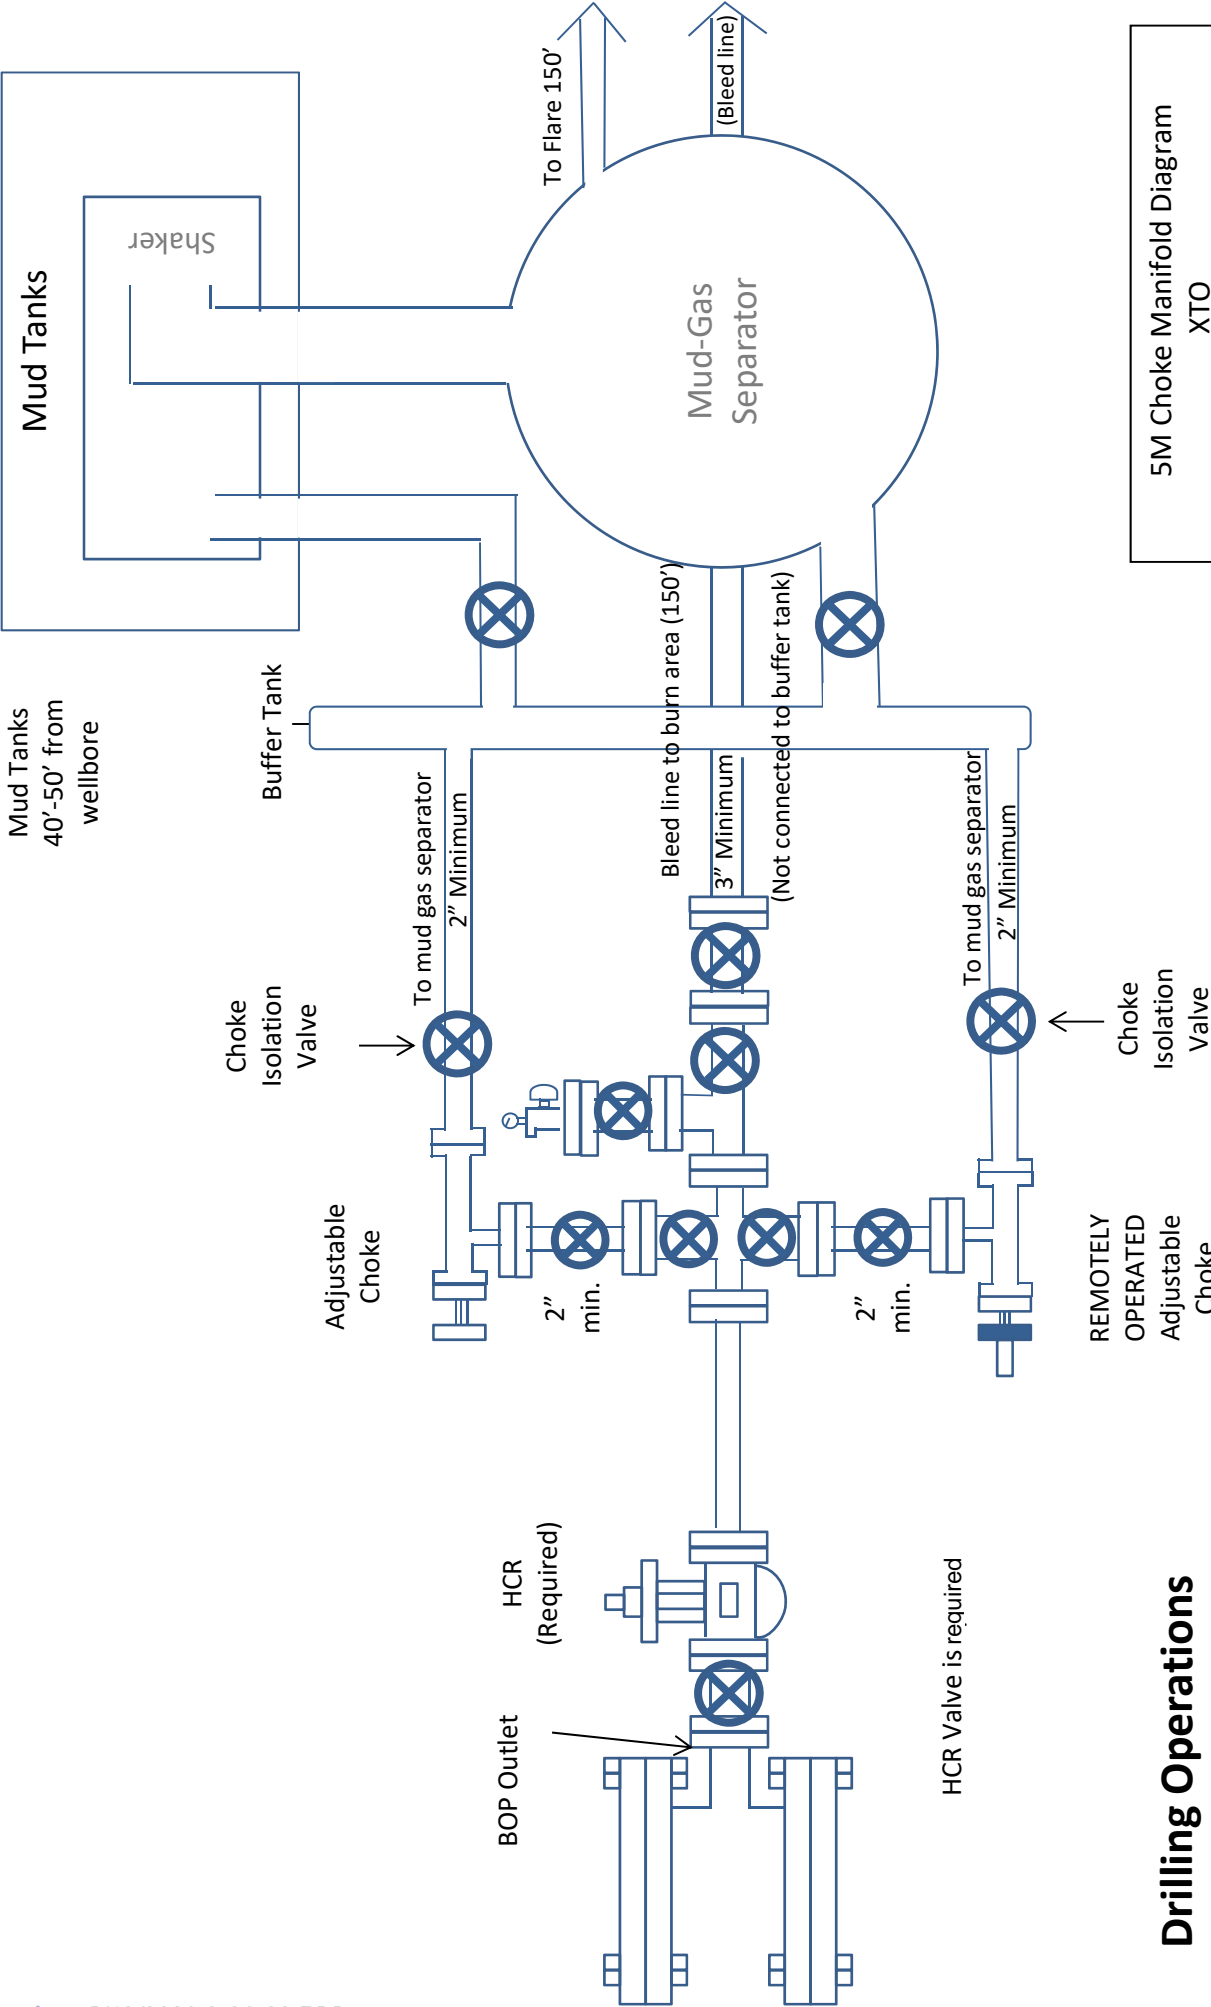 Mud Tanks
40’-50’ from
wellbore
Mud Tanks
Shaker
Buffer Tank
To Flare 150’
(Bleed line)
Mud-Gas
Separator
Choke
Isolation
Valve
To mud gas separator
2” Minimum
Bleed line to burn area (150’)
3” Minimum
(Not connected to buffer tank)
To mud gas separator
2” Minimum
Choke
Isolation
Valve
Adjustable
Choke
2”
min.
2”
min.
REMOTELY
OPERATED
Adjustable
Choke
HCR
(Required)
BOP Outlet
HCR Valve is required
Drilling Operations
5M Choke Manifold Diagram
XTO